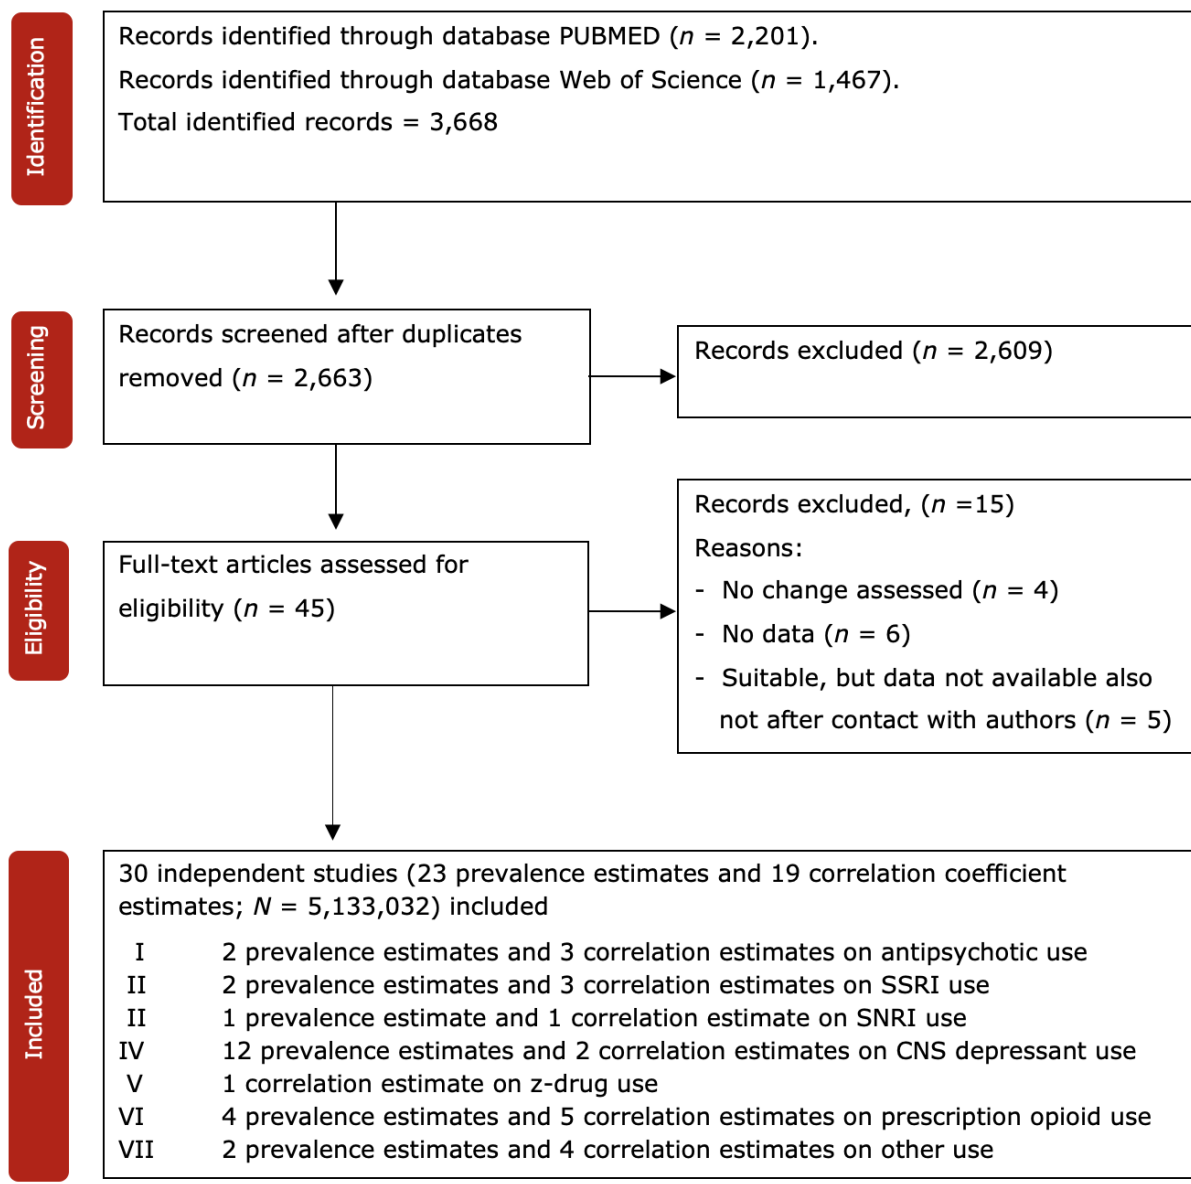 Identification
Records identified through database PUBMED (n = 2,201).
Records identified through database Web of Science (n = 1,467).
Total identified records = 3,668
Screening
Records screened after duplicates
removed (n = 2,663)
Records excluded (n = 2,609)
Eligibility
Full-text articles assessed for
eligibility (n = 45)
Records excluded, (n =15)
Reasons:
- No change assessed (n = 4)
- No data (n = 6)
- Suitable, but data not available also
not after contact with authors (n = 5)
Included
30 independent studies (23 prevalence estimates and 19 correlation coefficient
estimates; N = 5,133,032) included
I 2 prevalence estimates and 3 correlation estimates on antipsychotic use
II 2 prevalence estimates and 3 correlation estimates on SSRI use
II 1 prevalence estimate and 1 correlation estimate on SNRI use
IV 12 prevalence estimates and 2 correlation estimates on CNS depressant use
V 1 correlation estimate on z-drug use
VI 4 prevalence estimates and 5 correlation estimates on prescription opioid use
VII 2 prevalence estimates and 4 correlation estimates on other use